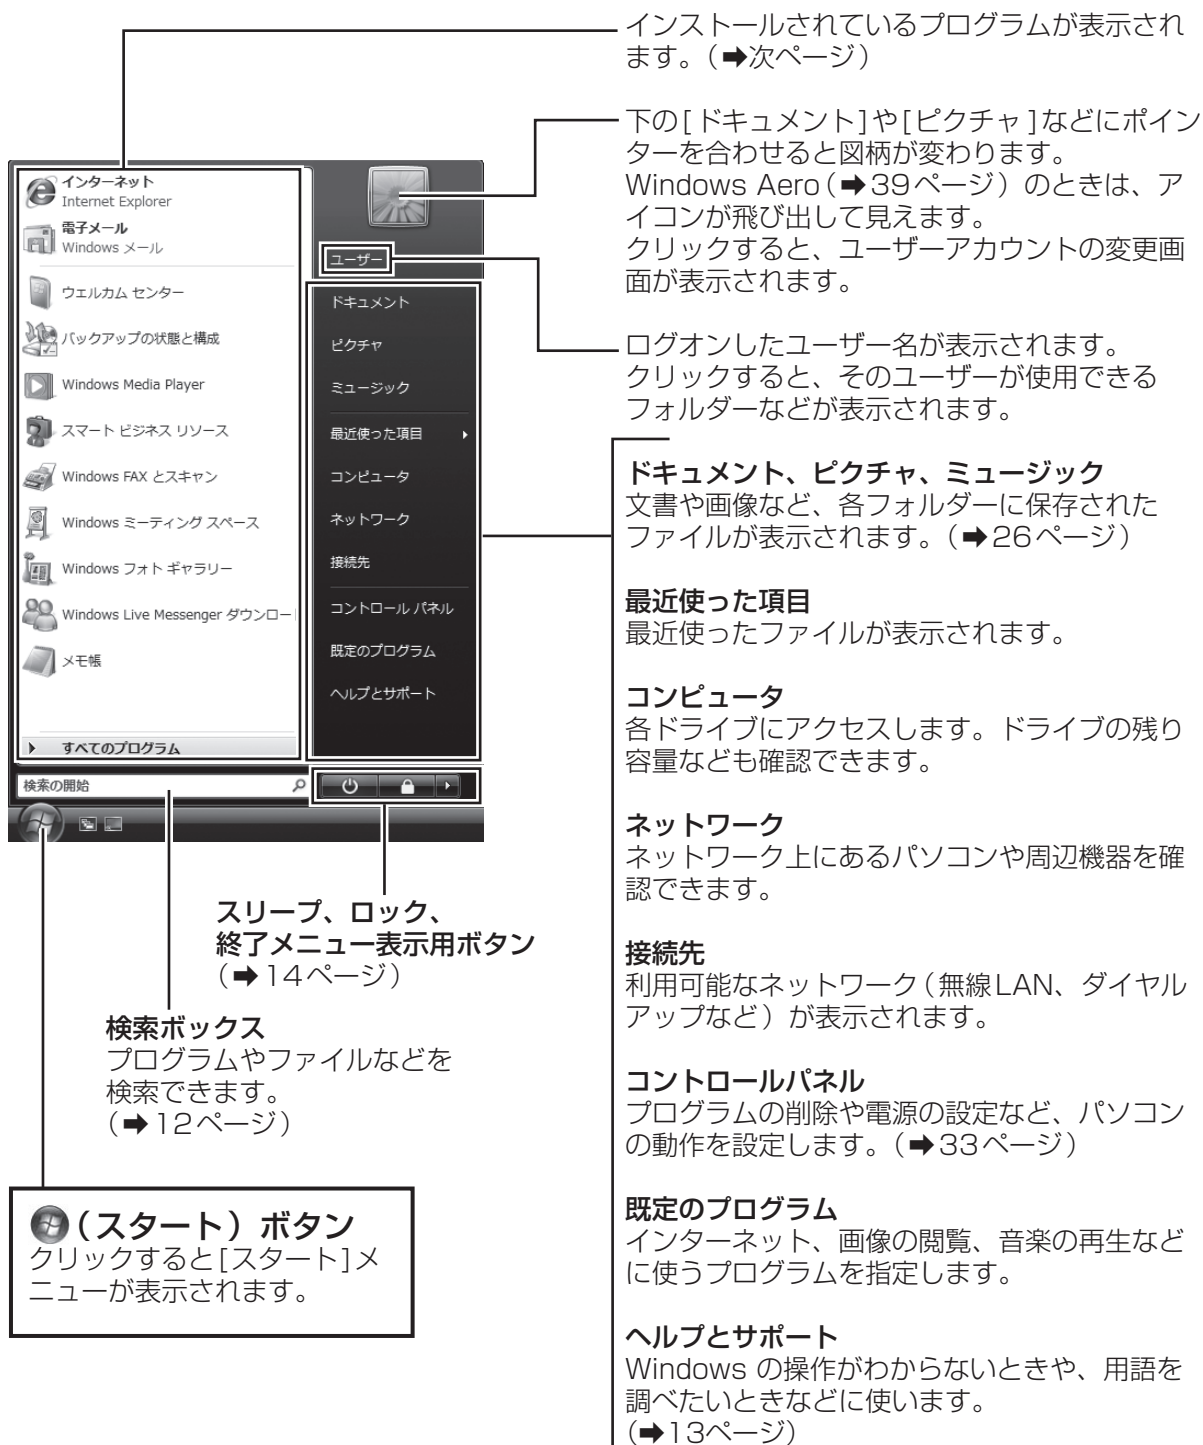 インストールされているプログラムが表示され
ます。(➡次ページ)
下の[ドキュメント]や[ピクチャ]などにポイン
ターを合わせると図柄が変わります。
Windows Aero(➡39ページ)のときは、ア
イコンが飛び出して見えます。
クリックすると、ユーザーアカウントの変更画
面が表示されます。
ログオンしたユーザー名が表示されます。
クリックすると、そのユーザーが使用できる
フォルダーなどが表示されます。
インターネット
Internet Explorer
電子メール
Windows メール
ウェルカム センター
バックアップの状態と構成
Windows Media Player
スマート ビジネス リソース
Windows FAX とスキャン
Windows ミーティング スペース
Windows フォト ギャラリー
Windows Live Messenger ダウンロー
メモ帳
すべてのプログラム
検索の開始
ユーザー
ドキュメント
ピクチャ
ミュージック
最近使った項目
コンピュータ
ネットワーク
接続先
コントロール パネル
既定のプログラム
ヘルプとサポート
ドキュメント、ピクチャ、ミュージック
文書や画像など、各フォルダーに保存された
ファイルが表示されます。(➡26ページ)
最近使った項目
最近使ったファイルが表示されます。
コンピュータ
各ドライブにアクセスします。ドライブの残り
容量なども確認できます。
ネットワーク
ネットワーク上にあるパソコンや周辺機器を確
認できます。
接続先
利用可能なネットワーク(無線LAN、ダイヤル
アップなど)が表示されます。
コントロールパネル
プログラムの削除や電源の設定など、パソコン
の動作を設定します。(➡33ページ)
既定のプログラム
インターネット、画像の閲覧、音楽の再生など
に使うプログラムを指定します。
ヘルプとサポート
Windows の操作がわからないときや、用語を
調べたいときなどに使います。
(➡13ページ)
スリープ、ロック、
終了メニュー表示用ボタン
(➡14ページ)
検索ボックス
プログラムやファイルなどを
検索できます。
(➡12ページ)
(スタート)ボタン
クリックすると[スタート]メ
ニューが表示されます。